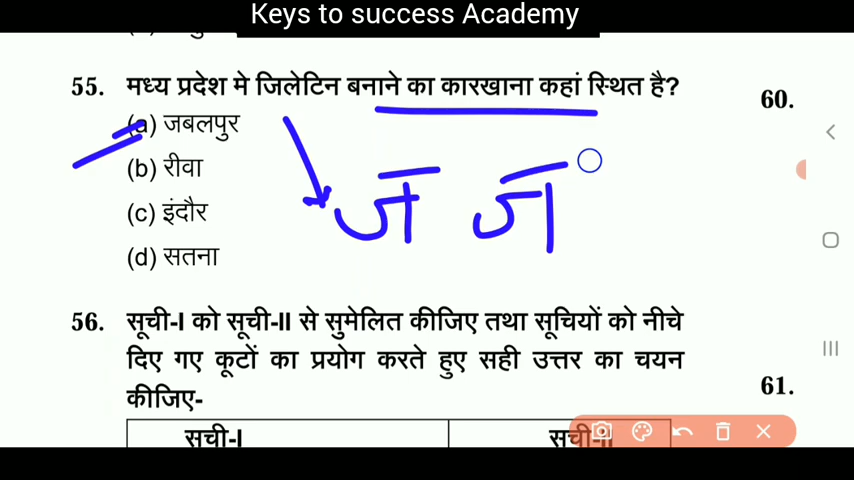 Keys to success Academy
55. मध्य प्रदेश मे जिलेटिन बनाने का कारखाना कहां स्थित है?
(a) जबलपुर
(b) रीवा
(c) इंदौर
(d) सतना
ज ज
56. सूची-I को सूची-II से सुमेलित कीजिए तथा सूचियों को नीचे
दिए गए कूटों का प्रयोग करते हुए सही उत्तर का चयन
कीजिए-
सूची-I सूची-II
60.
61.